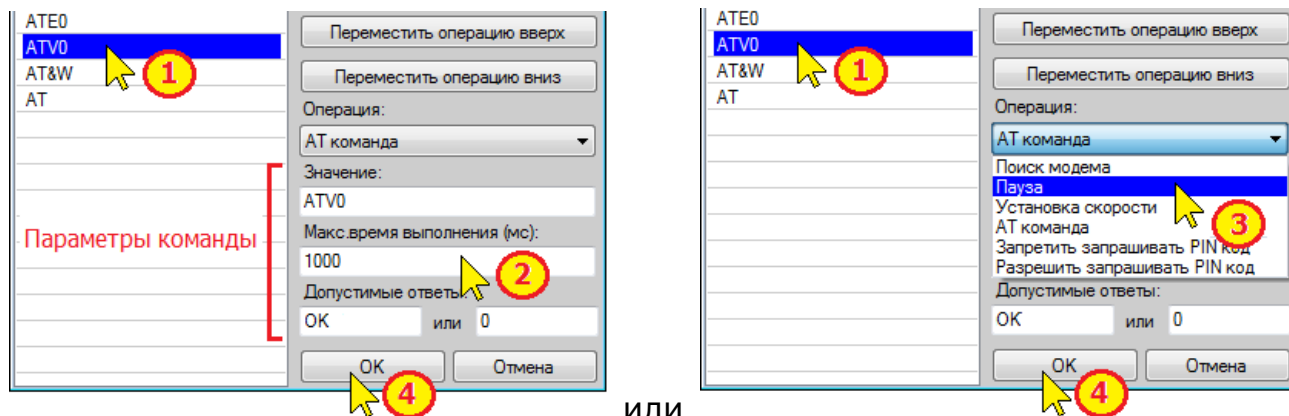 ATE0
ATV0
AT&W
AT
Переместить операцию вверх
Переместить операцию вниз
Операция:
АТ команда
Значение:
ATV0
Макс.время выполнения (мс):
1000
Допустимые ответы:
OK или 0
OK Отмена
Параметры команды
1
2
4
или
ATE0
ATV0
AT&W
AT
Переместить операцию вверх
Переместить операцию вниз
Операция:
АТ команда
Поиск модема
Пауза
Установка скорости
АТ команда
Запретить запрашивать PIN код
Разрешить запрашивать PIN код
Допустимые ответы:
OK или 0
OK Отмена
1
3
4